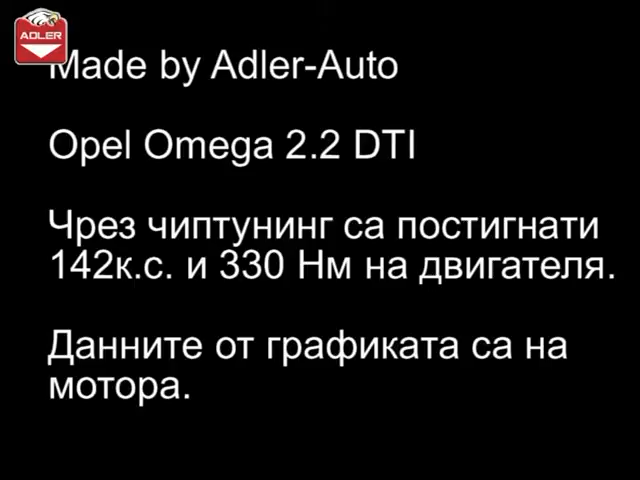 ADLER
Made by Adler-Auto
Opel Omega 2.2 DTI
Чрез чиптунинг са постигнати
142к.с. и 330 Нм на двигателя.
Данните от графиката са на
мотора.